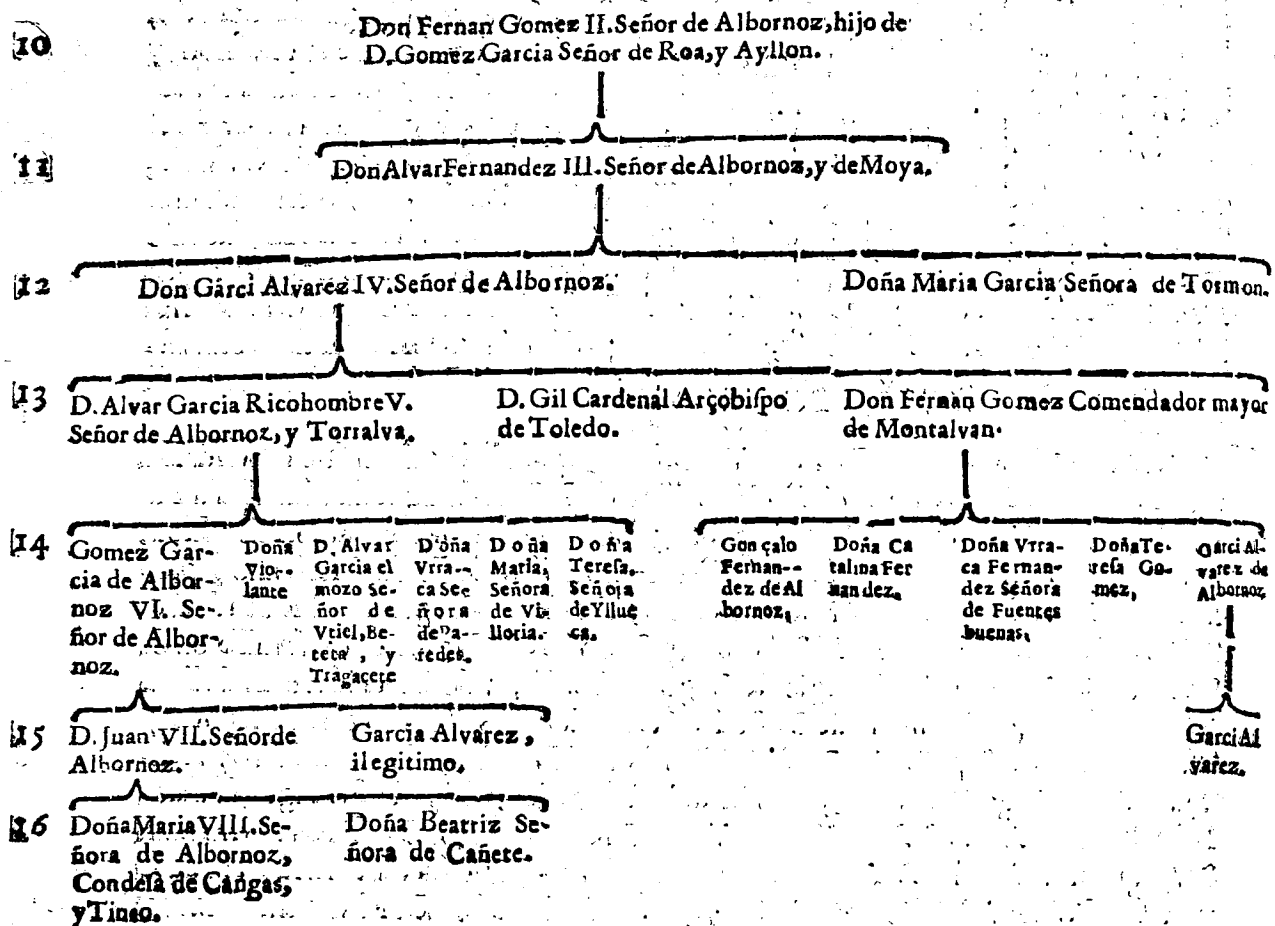 10
Don Fernan Gomez II. Señor de Albornoz, hijo de
D. Gomez Garcia Señor de Roa, y Ayllon.
11
Don Alvar Fernandez III. Señor de Albornoz, y de Moya.
12
Don Garci Alvarez IV. Señor de Albornoz.
Doña Maria Garcia Señora de Tormon.
13
D. Alvar Garcia Ricohombre V.
Señor de Albornoz, y Torralva.
D. Gil Cardenal Arçobiſpo
de Toledo.
Don Fernan Gomez Comendador mayor
de Montalvan.
14
Gomez Gar-
cia de Albor-
noz VI. Se-
ñor de Albor-
noz.
Doña
Vio-
lante
D. Alvar
Garcia el
mozo Se-
ñor de
Vtiel, Be-
teta, y
Tragacete
Doña
Vrra-
ca Se-
ñora
de Pa-
redes.
Doña
Maria,
Señora
de Vi-
lloria.
Doña
Tereſa,
Señora
de Yllue
ca.
Gonçalo
Fernan--
dez de Al
bornoz,
Doña Ca
talina Fer
nandez,
Doña Vrra-
ca Fernan-
dez Señora
de Fuentes
buenas,
Doña Te-
reſa Go-
mez,
Garci Al-
varez de
Albornoz
15
D. Juan VII. Señor de
Albornoz.
Garcia Alvarez,
ilegitimo,
Garci Al
varez.
16
Doña Maria VIII. Se-
ñora de Albornoz,
Condeſa de Cangas,
y Tineo.
Doña Beatriz Se-
ñora de Cañete.